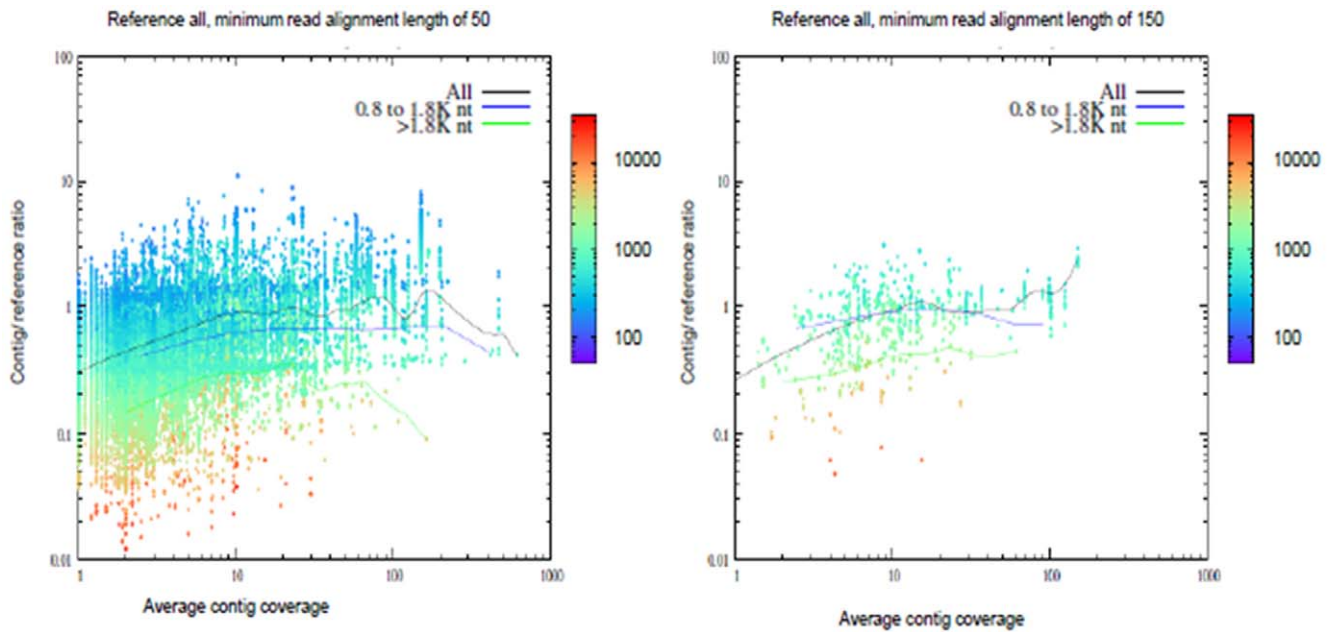 Reference all, minimum read alignment length of 50
100
10
1
0.1
0.01
Contig/reference ratio
All
0.8 to 1.8K nt
>1.8K nt
10000
1000
100
1
10
100
1000
Average contig coverage
Reference all, minimum read alignment length of 150
100
10
1
0.1
0.01
Contig/reference ratio
All
0.8 to 1.8K nt
>1.8K nt
10000
1000
100
1
10
100
1000
Average contig coverage